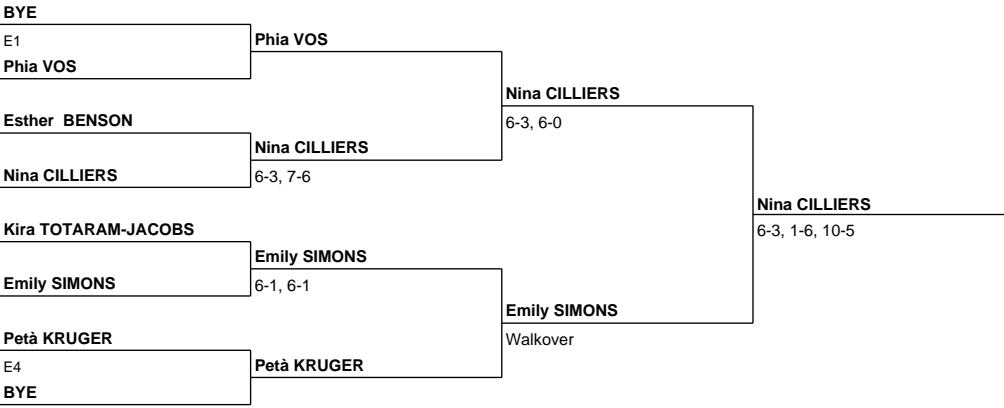 BYE
E1
Phia VOS
Phia VOS
Nina CILLIERS
6-3, 6-0
Esther BENSON
Nina CILLIERS
Nina CILLIERS
6-3, 7-6
Nina CILLIERS
6-3, 1-6, 10-5
Kira TOTARAM-JACOBS
Emily SIMONS
Emily SIMONS
6-1, 6-1
Emily SIMONS
Walkover
Petà KRUGER
E4
Petà KRUGER
BYE